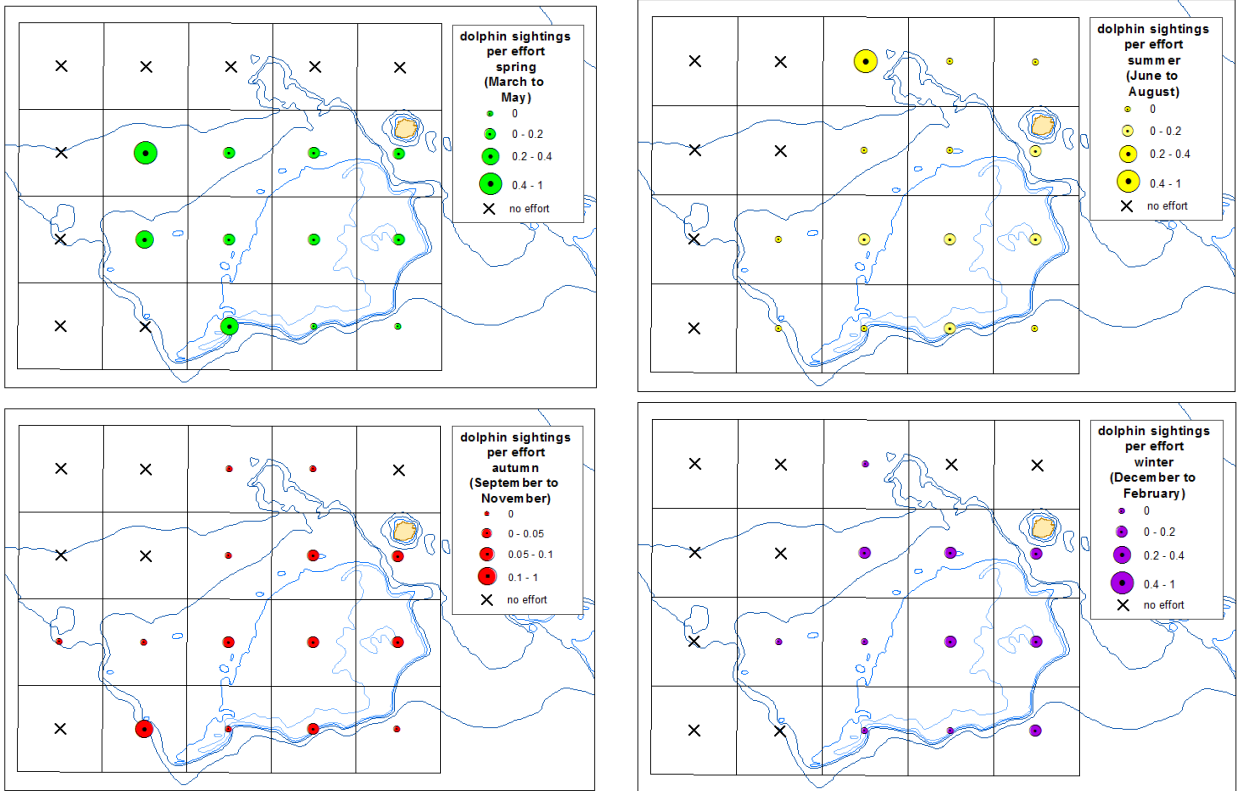 dolphin sightings
per effort
spring
(March to
May)
0
0 - 0.2
0.2 - 0.4
0.4 - 1
no effort
dolphin sightings
per effort
summer
(June to
August)
0
0 - 0.2
0.2 - 0.4
0.4 - 1
no effort
dolphin sightings
per effort
autumn
(September to
November)
0
0 - 0.05
0.05 - 0.1
0.1 - 1
no effort
dolphin sightings
per effort
winter
(December to
February)
0
0 - 0.2
0.2 - 0.4
0.4 - 1
no effort